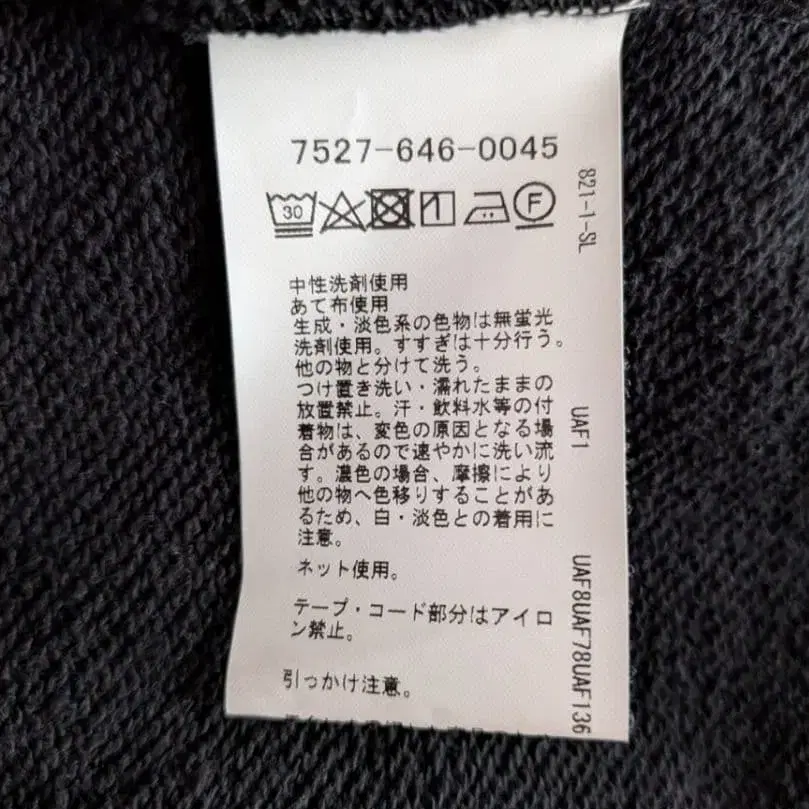 7527-646-0045
30
F
中性洗剤使用
あて布使用
生成・淡色系の色物は無蛍光
洗剤使用。すすぎは十分行う。
他の物と分けて洗う。
つけ置き洗い・濡れたままの
放置禁止。汗・飲料水等の付
着物は、変色の原因となる場
合があるので速やかに洗い流
す。濃色の場合、摩擦により
他の物へ色移りすることがあ
るため、白・淡色との着用に
注意。
ネット使用。
テープ・コード部分はアイロ
ン禁止。
引っかけ注意。
821-1-SL
UAF1
UAF8UAF78UAF136